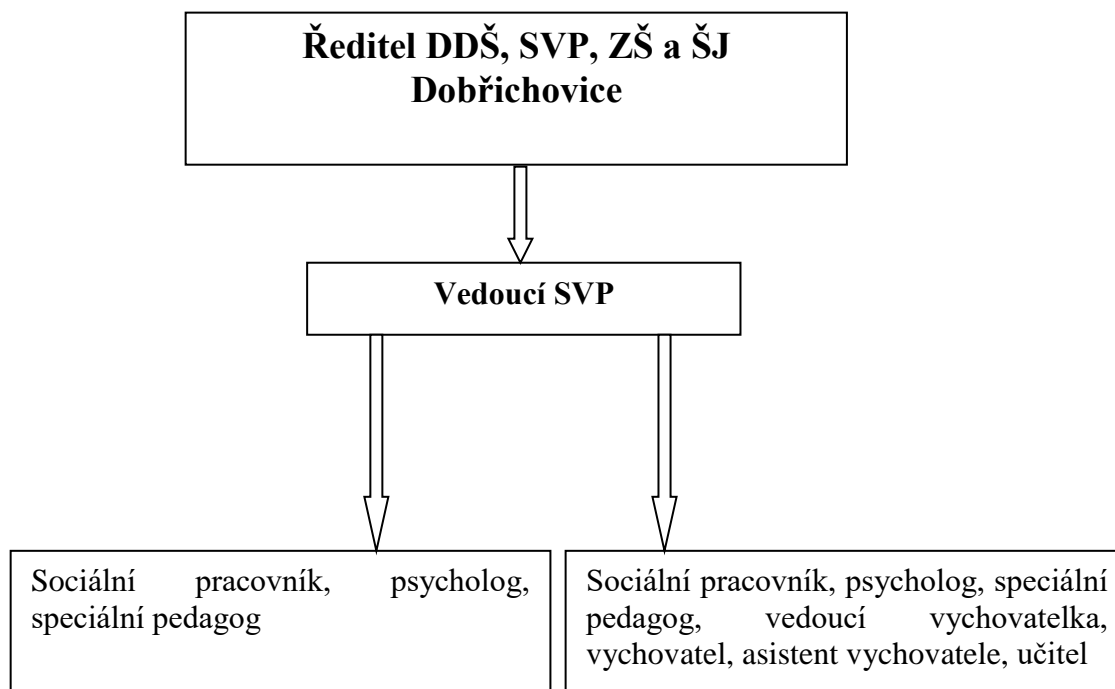 Ředitel DDŠ, SVP, ZŠ a ŠJ
Dobřichovice
Vedoucí SVP
Sociální pracovník, psycholog,
speciální pedagog
Sociální pracovník, psycholog, speciální
pedagog, vedoucí vychovatelka,
vychovatel, asistent vychovatele, učitel